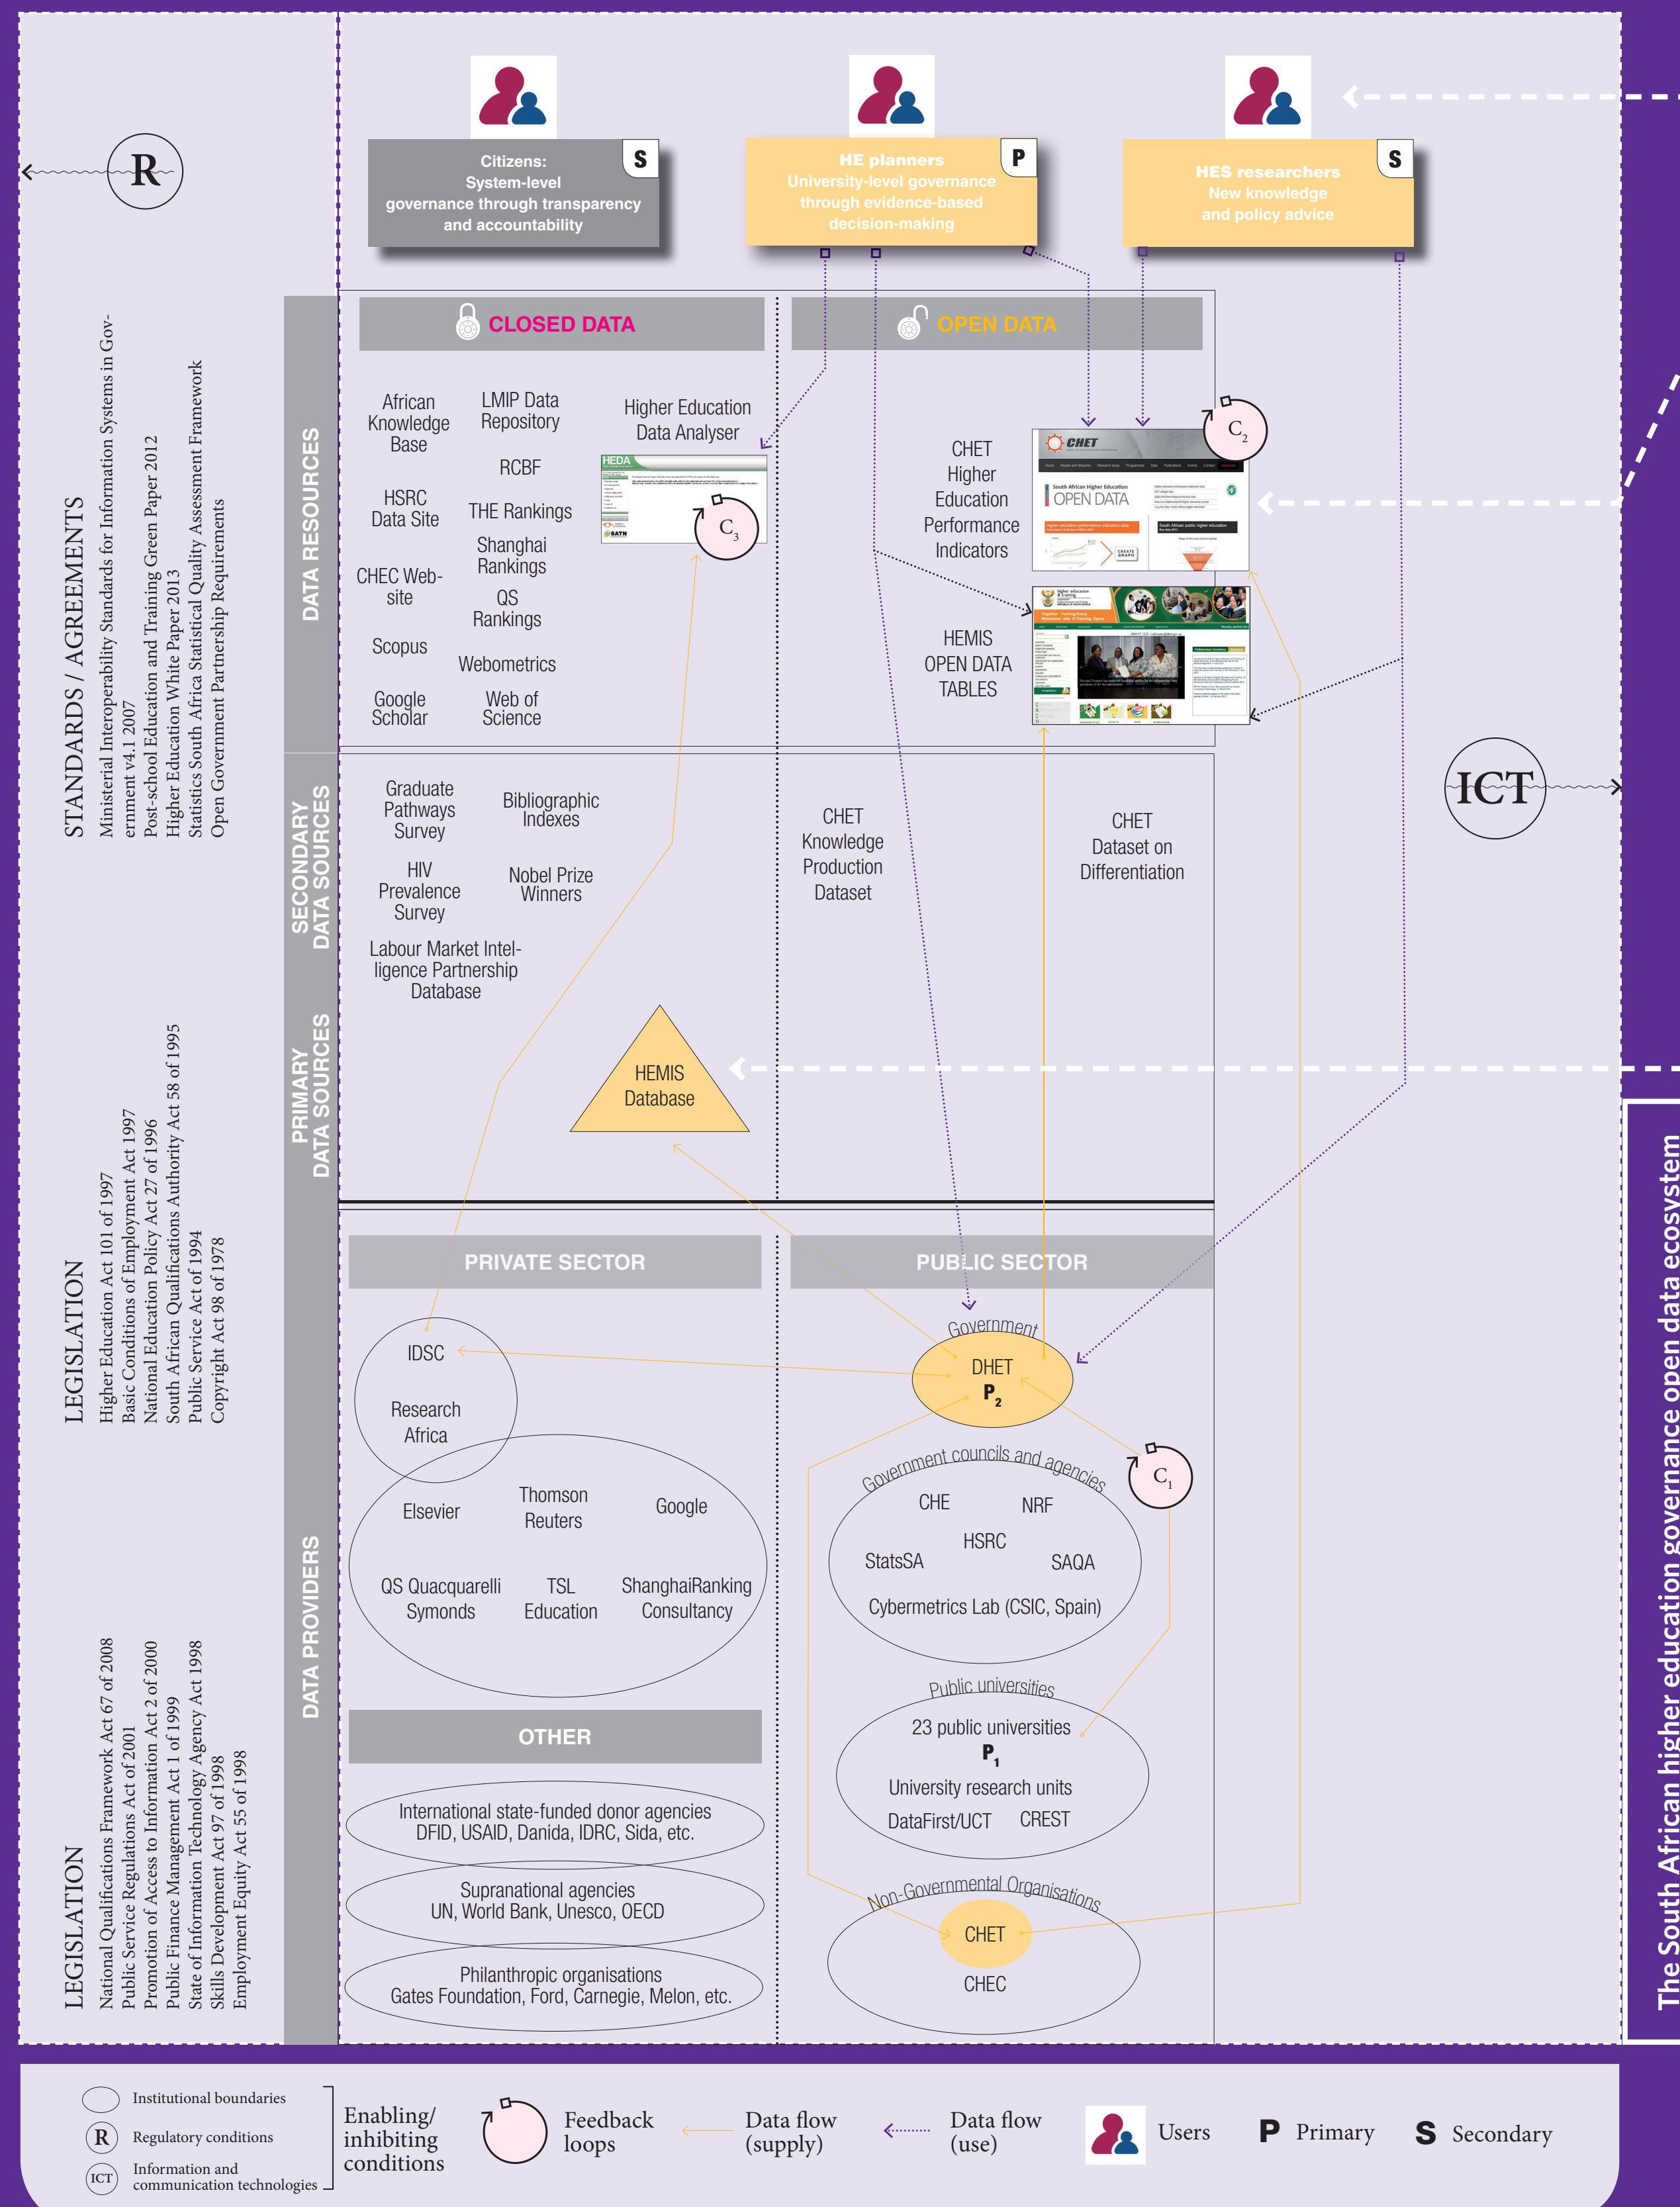 R
Citizens:
System-level
governance through transparency
and accountability
S
HE planners
University-level governance
through evidence-based
decision-making
P
HES researchers
New knowledge
and policy advice
S
STANDARDS / AGREEMENTS
Ministerial Interoperability Standards for Information Systems in Gov-
ernment v4.1 2007
Post-school Education and Training Green Paper 2012
Higher Education White Paper 2013
Statistics South Africa Statistical Quality Assessment Framework
Open Government Partnership Requirements
LEGISLATION
Higher Education Act 101 of 1997
Basic Conditions of Employment Act 1997
National Education Policy Act 27 of 1996
South African Qualifications Authority Act 58 of 1995
Public Service Act of 1994
Copyright Act 98 of 1978
LEGISLATION
National Qualifications Framework Act 67 of 2008
Public Service Regulations Act of 2001
Promotion of Access to Information Act 2 of 2000
Public Finance Management Act 1 of 1999
State of Information Technology Agency Act 1998
Skills Development Act 97 of 1998
Employment Equity Act 55 of 1998
DATA RESOURCES
CLOSED DATA
OPEN DATA
African
Knowledge
Base
HSRC
Data Site
CHEC Web-
site
Scopus
Google
Scholar
LMIP Data
Repository
RCBF
THE Rankings
Shanghai
Rankings
QS
Rankings
Webometrics
Web of
Science
Higher Education
Data Analyser
HEDA
SATN
C3
CHET
Higher
Education
Performance
Indicators
CHET
South African Higher Education
OPEN DATA
CREATE
GRAPH
C2
HEMIS
OPEN DATA
TABLES
higher education
& training
SECONDARY
DATA SOURCES
Graduate
Pathways
Survey
HIV
Prevalence
Survey
Labour Market Intel-
ligence Partnership
Database
Bibliographic
Indexes
Nobel Prize
Winners
CHET
Knowledge
Production
Dataset
CHET
Dataset on
Differentiation
ICT
PRIMARY
DATA SOURCES
HEMIS
Database
DATA PROVIDERS
PRIVATE SECTOR
PUBLIC SECTOR
IDSC
Research
Africa
Elsevier
Thomson
Reuters
Google
QS Quacquarelli
Symonds
TSL
Education
ShanghaiRanking
Consultancy
OTHER
International state-funded donor agencies
DFID, USAID, Danida, IDRC, Sida, etc.
Supranational agencies
UN, World Bank, Unesco, OECD
Philanthropic organisations
Gates Foundation, Ford, Carnegie, Melon, etc.
Government
DHET
P2
Government councils and agencies
C1
CHE
NRF
HSRC
StatsSA
SAQA
Cybermetrics Lab (CSIC, Spain)
Public universities
23 public universities
P1
University research units
DataFirst/UCT
CREST
Non-Governmental Organisations
CHET
CHEC
The South African higher education governance open data ecosystem
Institutional boundaries
R
Regulatory conditions
ICT
Information and
communication technologies
Enabling/
inhibiting
conditions
Feedback
loops
Data flow
(supply)
Data flow
(use)
Users
P Primary
S Secondary